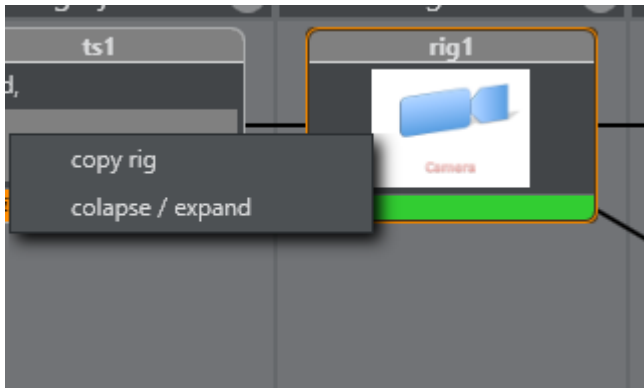 ts1
rig1
d,
Camera
copy rig
colapse / expand